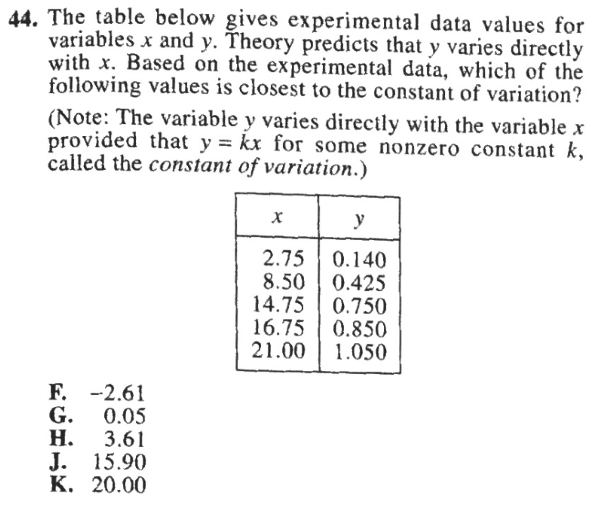 44. The table below gives experimental data values for
variables x and y. Theory predicts that y varies directly
with x. Based on the experimental data, which of the
following values is closest to the constant of variation?
(Note: The variable y varies directly with the variable x
provided that y = kx for some nonzero constant k,
called the constant of variation.)
x y
2.75 0.140
8.50 0.425
14.75 0.750
16.75 0.850
21.00 1.050
F. −2.61
G. 0.05
H. 3.61
J. 15.90
K. 20.00